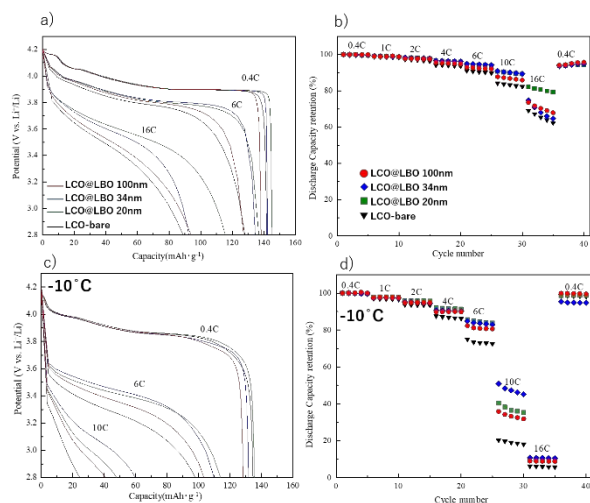 a)
4.2
4.0
3.8
3.6
3.4
3.2
3.0
2.8
Potential (V vs. Li⁺/Li)
0.4C
6C
16C
LCO@LBO 100nm
LCO@LBO 34nm
LCO@LBO 20nm
LCO-bare
0 20 40 60 80 100 120 140 160
Capacity(mAh·g⁻¹)
b)
100
80
60
40
20
0
Discharge Capacity retention (%)
0.4C
1C
2C
4C
6C
10C
16C
0.4C
LCO@LBO 100nm
LCO@LBO 34nm
LCO@LBO 20nm
LCO-bare
0 10 20 30 40
Cycle number
c)
-10˚C
4.2
4.0
3.8
3.6
3.4
3.2
3.0
2.8
Potential (V vs. Li⁺/Li)
0.4C
6C
10C
0 20 40 60 80 100 120 140 160
Capacity(mAh·g⁻¹)
d)
-10˚C
100
80
60
40
20
0
Discharge Capacity retention (%)
0.4C
1C
2C
4C
6C
10C
16C
0.4C
0 10 20 30 40
Cycle number